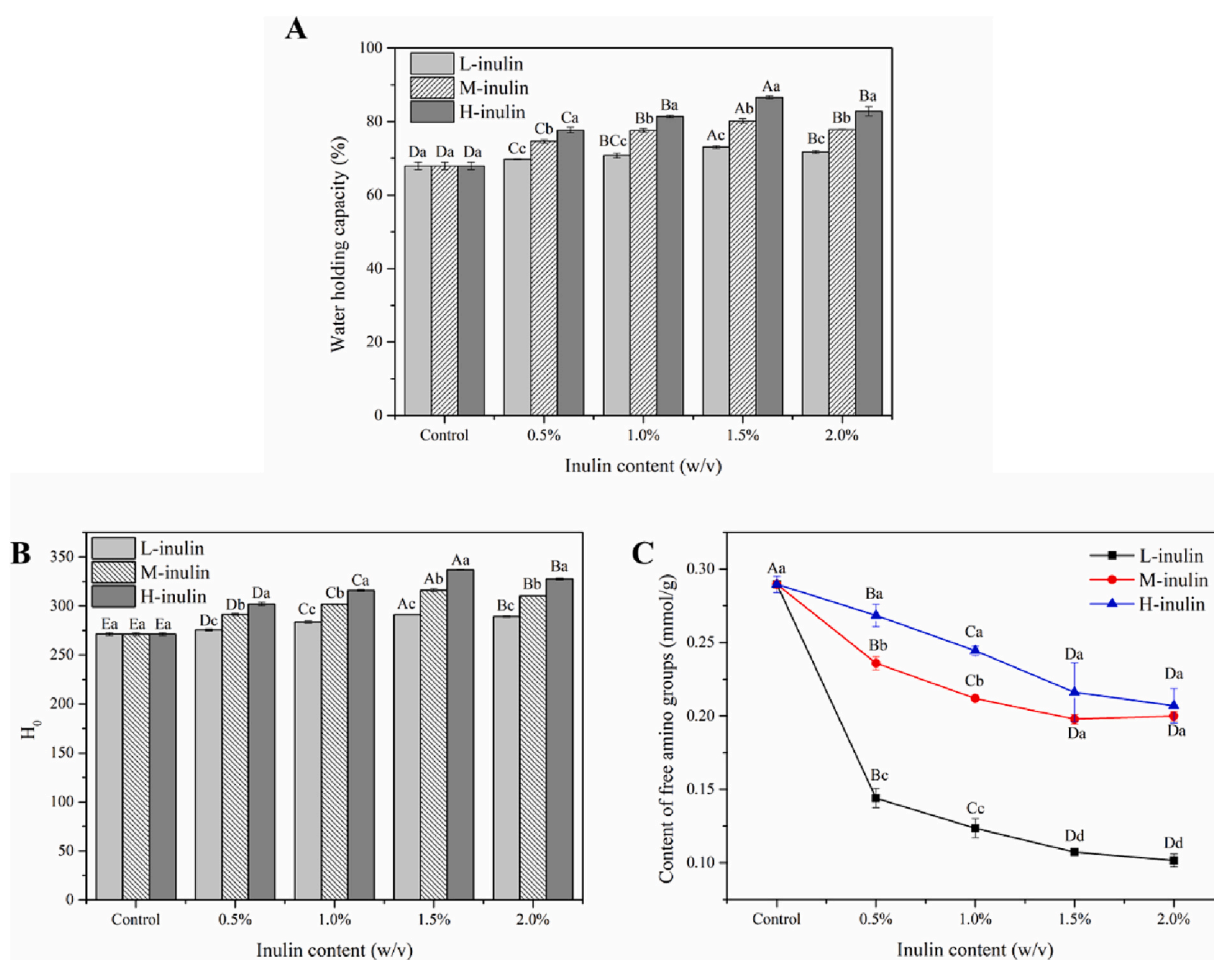 A
100
80
60
40
20
0
Water holding capacity (%)
L-inulin
M-inulin
H-inulin
Da Da Da
Cc Cb Ca
BCc Bb Ba
Ac Ab Aa
Bc Bb Ba
Control 0.5% 1.0% 1.5% 2.0%
Inulin content (w/v)
B
350
300
250
200
150
100
50
0
H0
L-inulin
M-inulin
H-inulin
Ea Ea Ea
Dc Db Da
Cc Cb Ca
Ac Ab Aa
Bc Bb Ba
Control 0.5% 1.0% 1.5% 2.0%
Inulin content (w/v)
C
0.30
0.25
0.20
0.15
0.10
Content of free amino groups (mmol/g)
L-inulin
M-inulin
H-inulin
Aa
Ba Ca Da Da
Bb Cb Da Da
Bc Cc Dd Dd
Control 0.5% 1.0% 1.5% 2.0%
Inulin content (w/v)